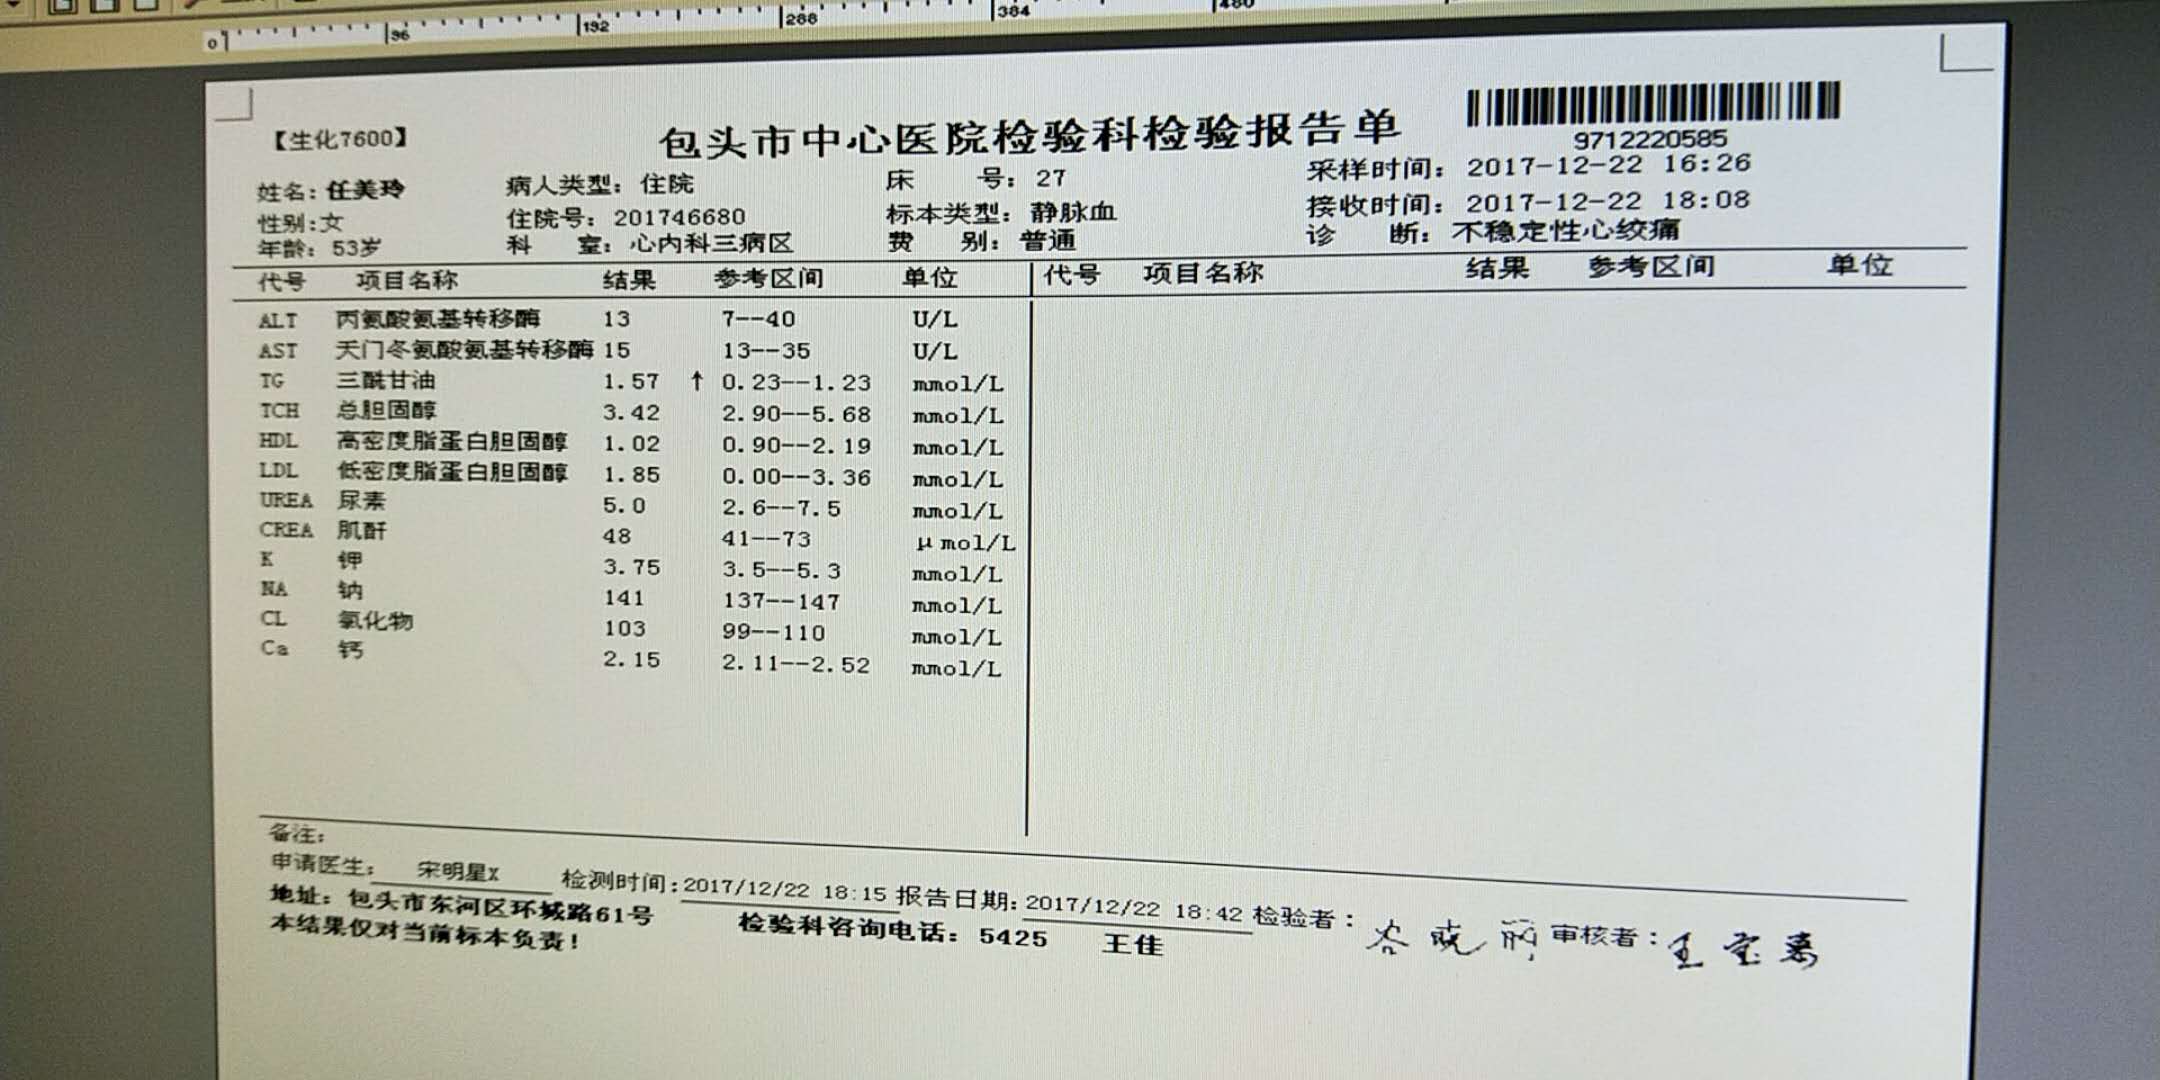 0 96 192 288 384 480
【生化7600】
包头市中心医院检验科检验报告单
9712220585
姓名：任美玲 病人类型：住院 床 号：27 采样时间：2017-12-22 16:26
性别:女 住院号：201746680 标本类型：静脉血 接收时间：2017-12-22 18:08
年龄：53岁 科 室：心内科三病区 费 别：普通 诊 断：不稳定性心绞痛
代号 项目名称 结果 参考区间 单位 代号 项目名称 结果 参考区间 单位
ALT 丙氨酸氨基转移酶 13 7--40 U/L
AST 天门冬氨酸氨基转移酶 15 13--35 U/L
TG 三酰甘油 1.57 ↑ 0.23--1.23 mmol/L
TCH 总胆固醇 3.42 2.90--5.68 mmol/L
HDL 高密度脂蛋白胆固醇 1.02 0.90--2.19 mmol/L
LDL 低密度脂蛋白胆固醇 1.85 0.00--3.36 mmol/L
UREA 尿素 5.0 2.6--7.5 mmol/L
CREA 肌酐 48 41--73 μmol/L
K 钾 3.75 3.5--5.3 mmol/L
NA 钠 141 137--147 mmol/L
CL 氯化物 103 99--110 mmol/L
Ca 钙 2.15 2.11--2.52 mmol/L
备注：
申请医生： 宋明星X 检测时间:2017/12/22 18:15 报告日期:2017/12/22 18:42 检验者： 审核者：
地址：包头市东河区环城路61号 检验科咨询电话：5425 王佳
本结果仅对当前标本负责！